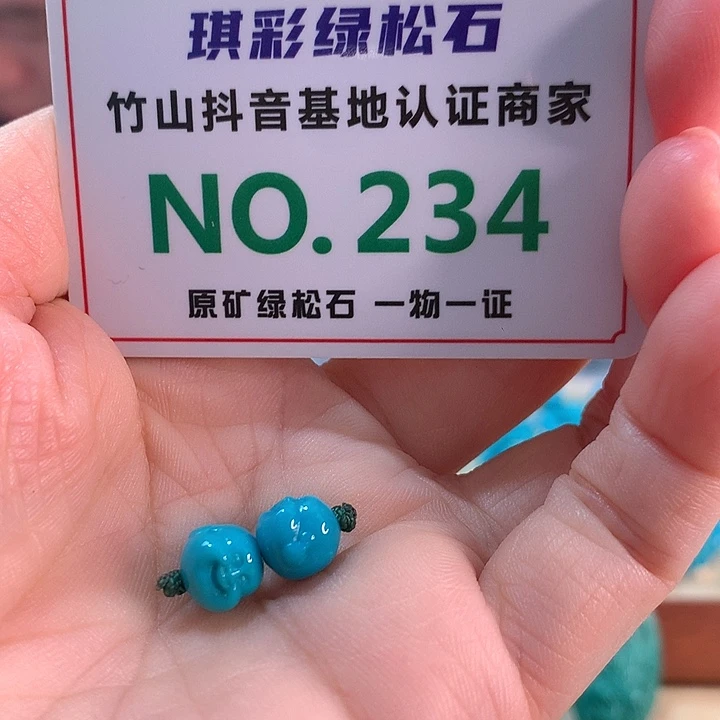 琪彩绿松石
竹山抖音基地认证商家
NO.234
原矿绿松石 一物一证